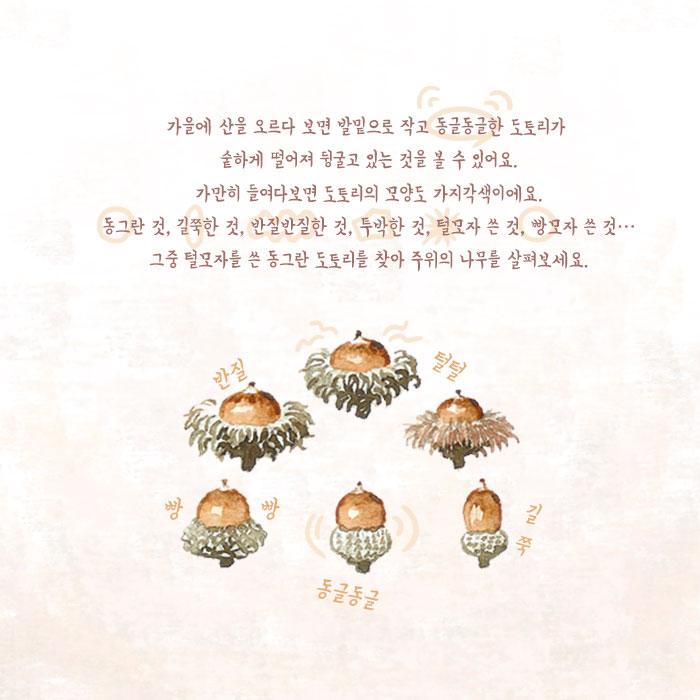 가을에 산을 오르다 보면 발밑으로 작고 동글동글한 도토리가
숱하게 떨어져 뒹굴고 있는 것을 볼 수 있어요.
가만히 들여다보면 도토리의 모양도 가지각색이에요.
동그란 것, 길쭉한 것, 반질반질한 것, 투박한 것, 털모자 쓴 것, 빵모자 쓴 것…
그중 털모자를 쓴 동그란 도토리를 찾아 주위의 나무를 살펴보세요.
반질
털털
빵 빵
길쭉
동글동글